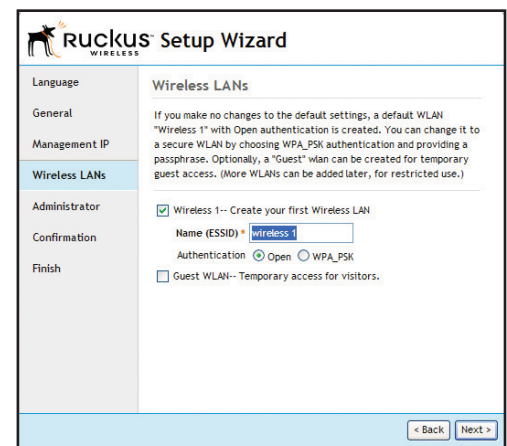 RUCKUS Setup Wizard
WIRELESS
Language
General
Management IP
Wireless LANs
Administrator
Confirmation
Finish
Wireless LANs
If you make no changes to the default settings, a default WLAN
"Wireless 1" with Open authentication is created. You can change it to
a secure WLAN by choosing WPA_PSK authentication and providing a
passphrase. Optionally, a "Guest" wlan can be created for temporary
guest access. (More WLANs can be added later, for restricted use.)
Wireless 1-- Create your first Wireless LAN
Name (ESSID) * wireless 1
Authentication Open WPA_PSK
Guest WLAN-- Temporary access for visitors.
< Back Next >